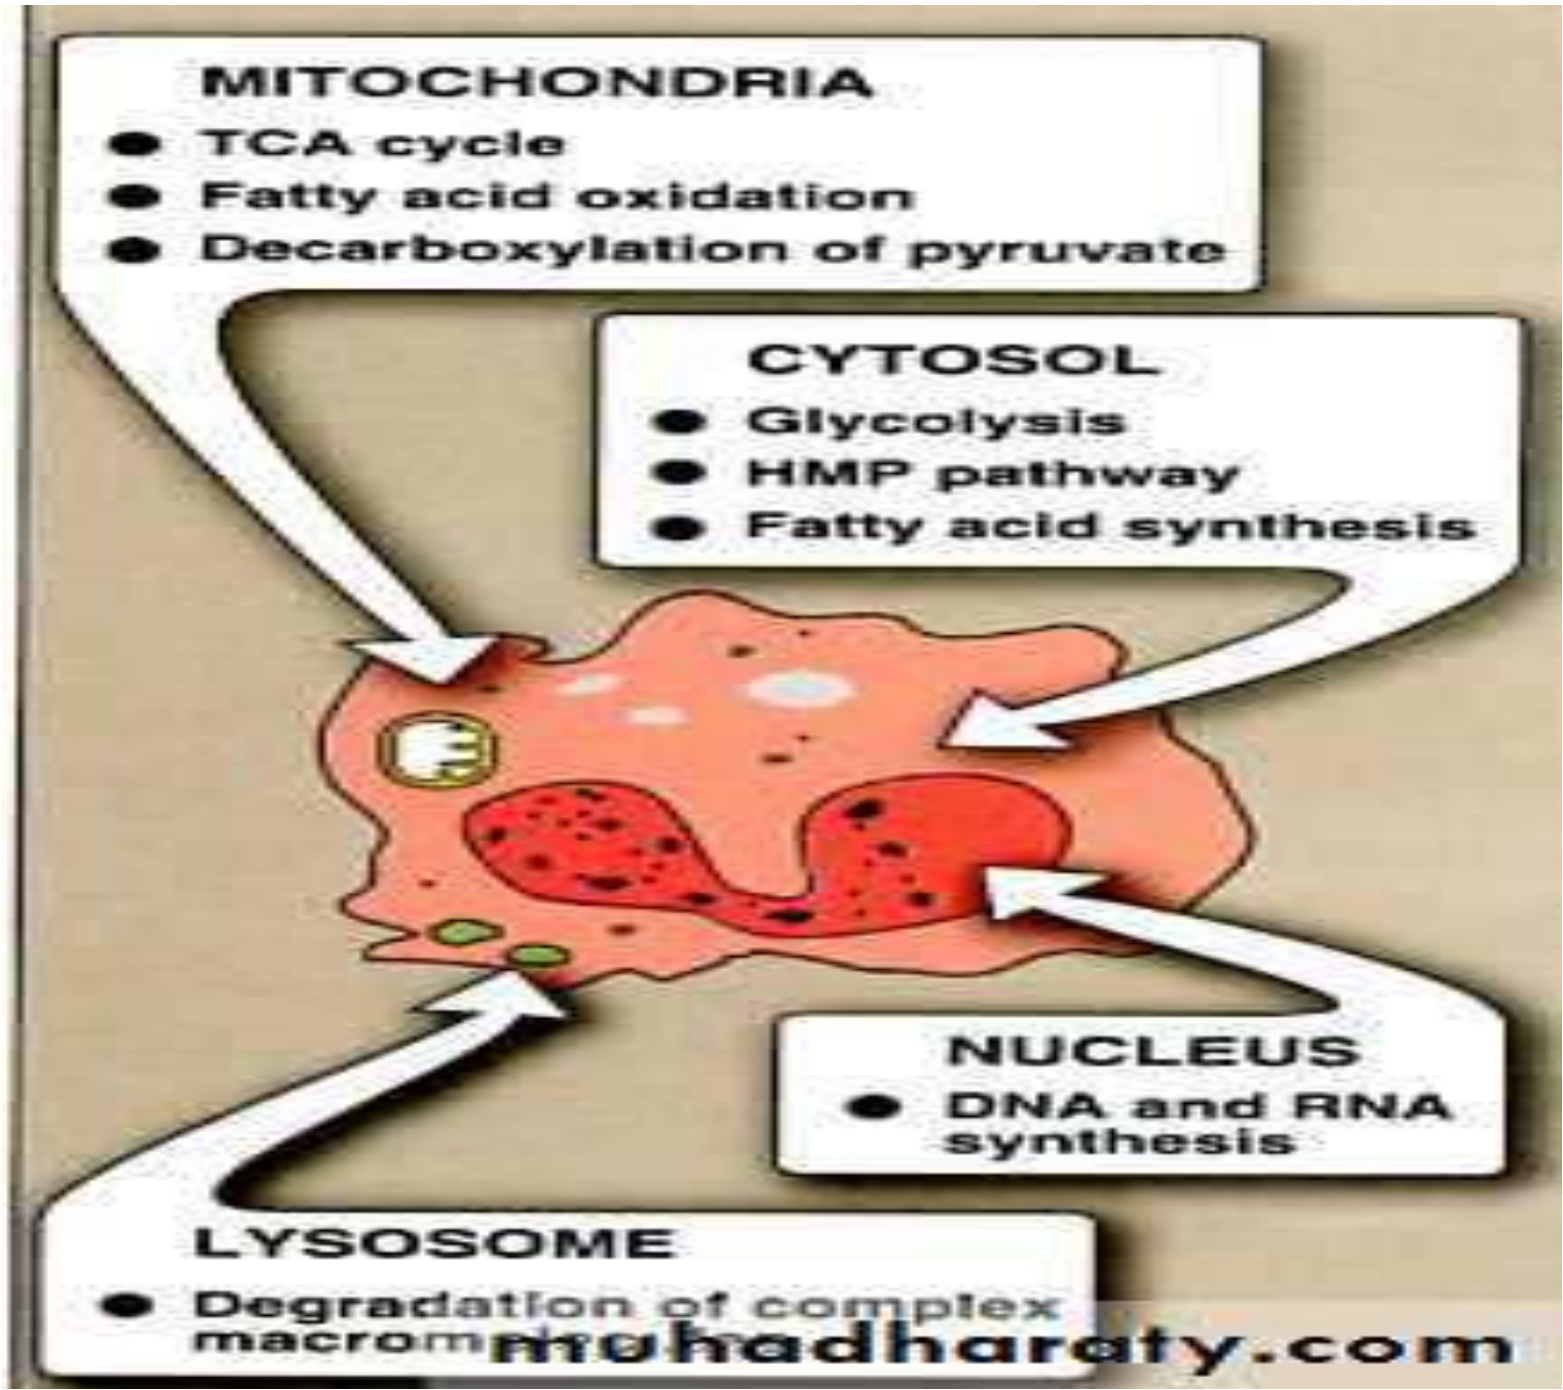 MITOCHONDRIA
● TCA cycle
● Fatty acid oxidation
● Decarboxylation of pyruvate
CYTOSOL
● Glycolysis
● HMP pathway
● Fatty acid synthesis
NUCLEUS
● DNA and RNA
synthesis
LYSOSOME
● Degradation of complex
muhadharaty.com